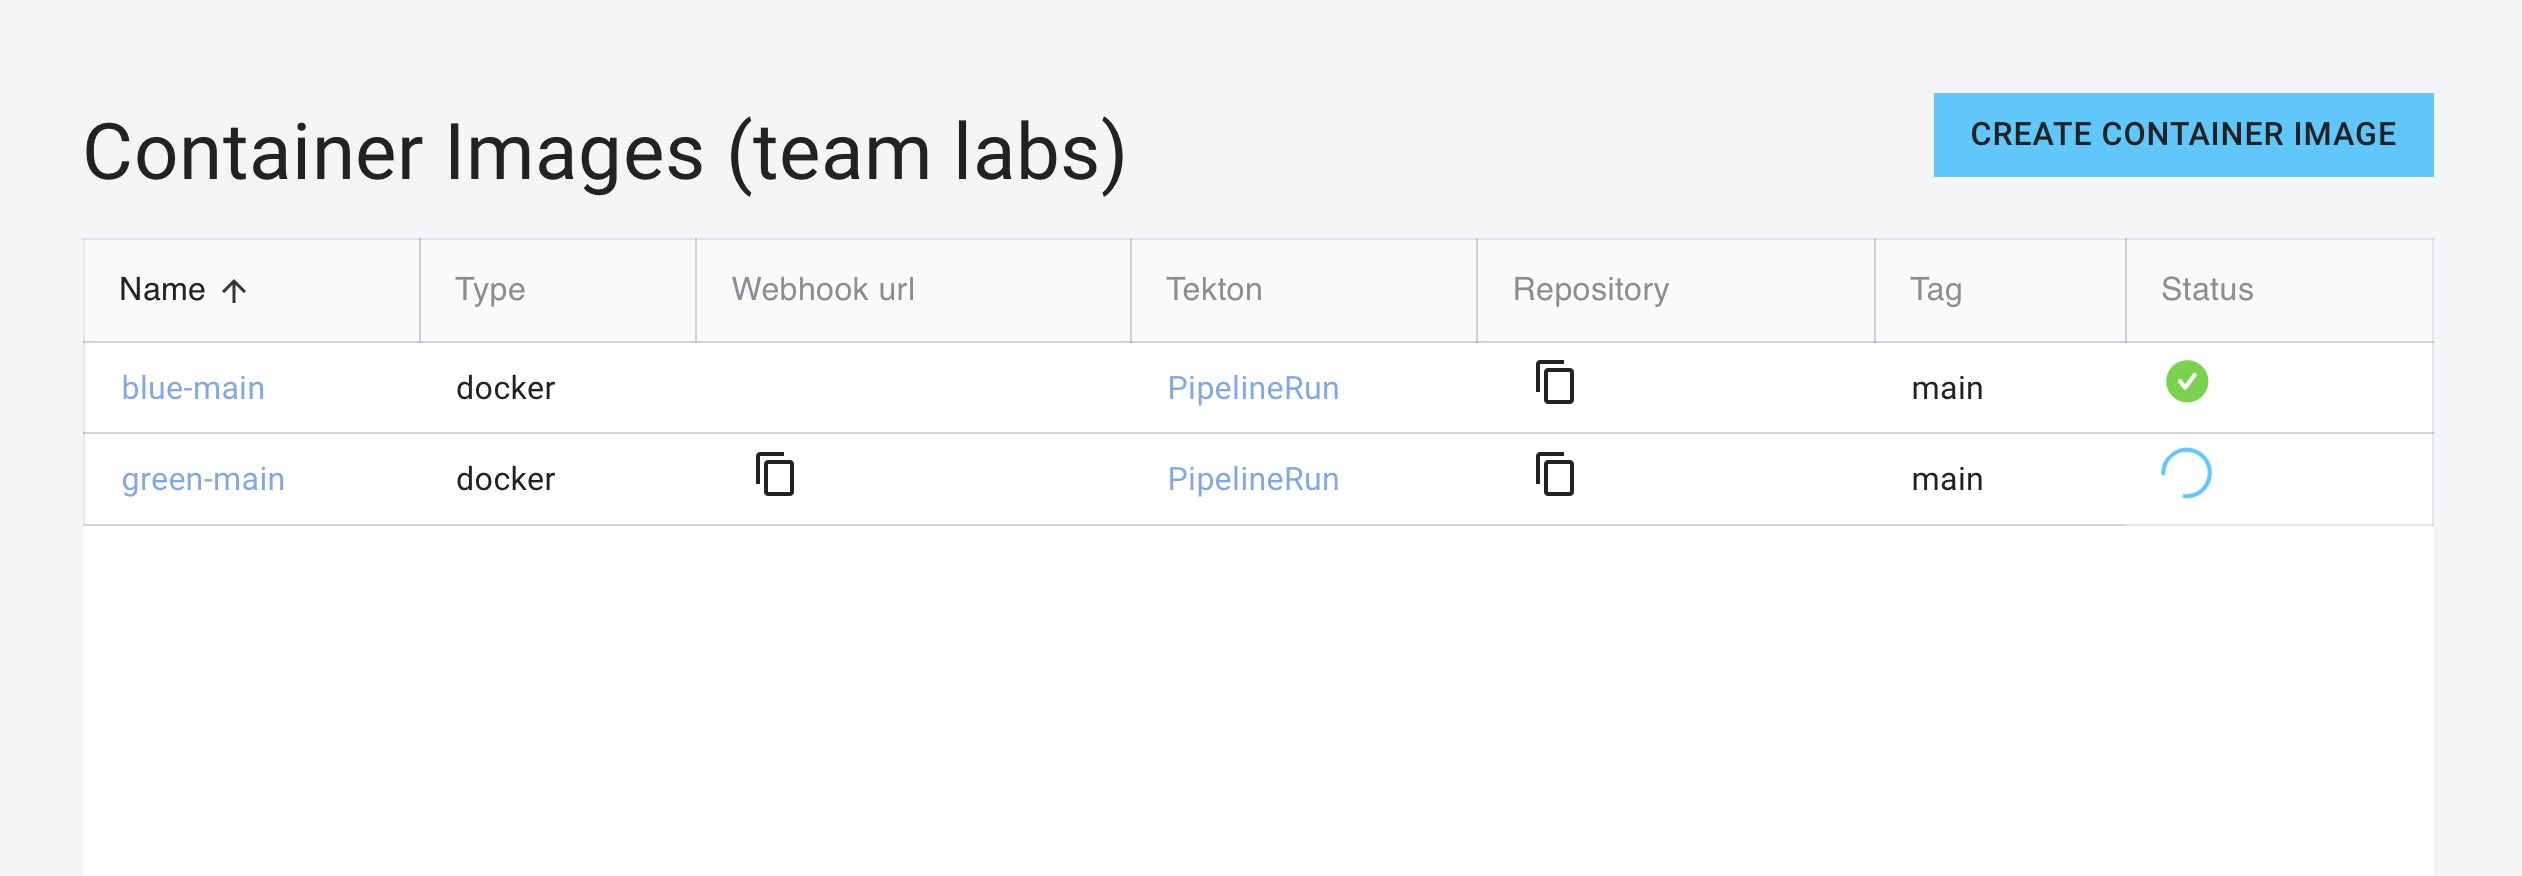 Container Images (team labs)
CREATE CONTAINER IMAGE
Name Type Webhook url Tekton Repository Tag Status
blue-main docker PipelineRun main
green-main docker PipelineRun main